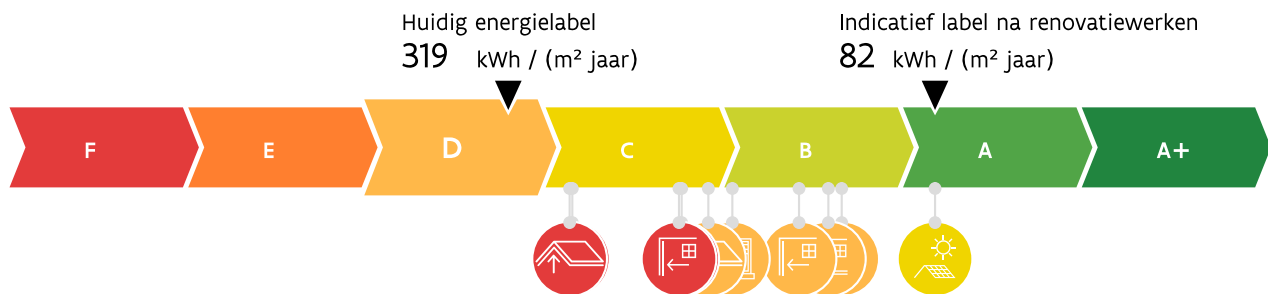 Huidig energielabel
319 kWh / (m² jaar)
Indicatief label na renovatiewerken
82 kWh / (m² jaar)
F E D C B A A+